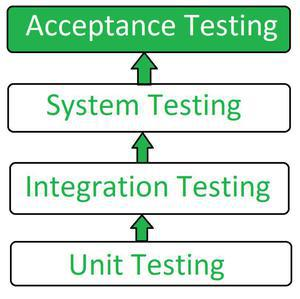 Acceptance Testing
System Testing
Integration Testing
Unit Testing